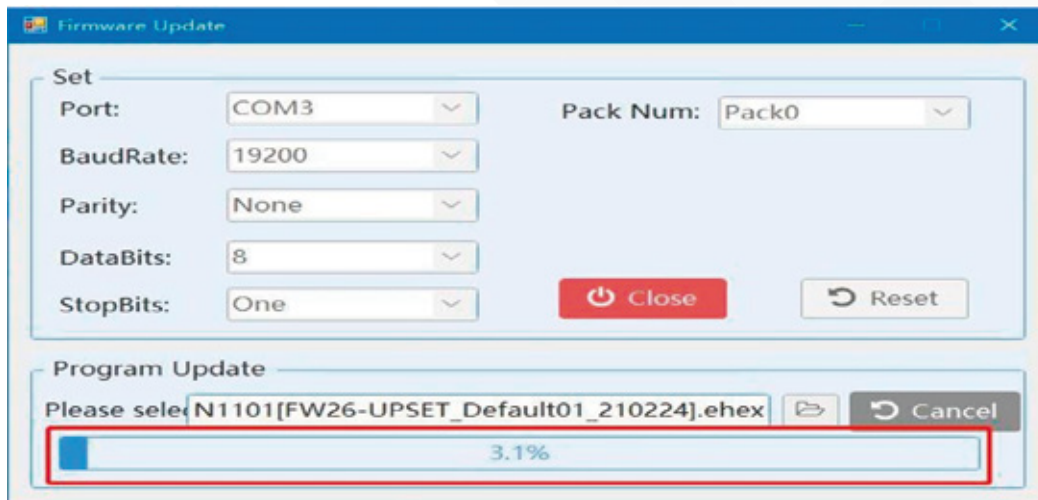 Firmware Update
Set
Port: COM3 Pack Num: Pack0
BaudRate: 19200
Parity: None
DataBits: 8
StopBits: One
Close Reset
Program Update
Please selec N1101[FW26-UPSET_Default01_210224].ehex Cancel
3.1%